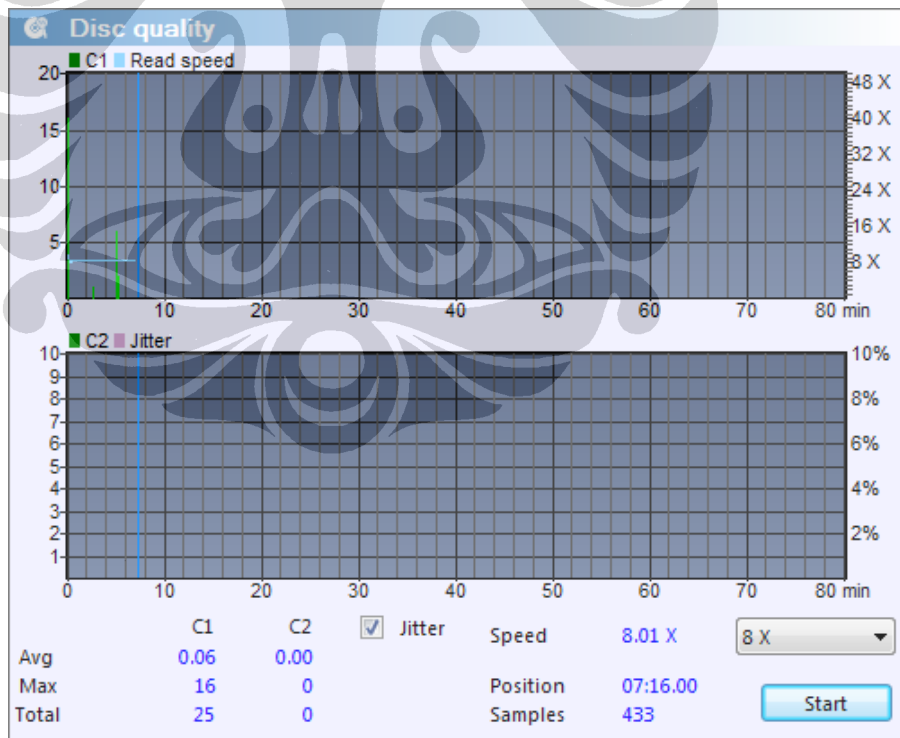 Disc quality
C1 Read speed
20
15
10
5
48 X
40 X
32 X
24 X
16 X
8 X
0 10 20 30 40 50 60 70 80 min
C2 Jitter
10
9
8
7
6
5
4
3
2
1
10%
8%
6%
4%
2%
0 10 20 30 40 50 60 70 80 min
C1 C2 Jitter Speed 8.01 X 8 X
Avg 0.06 0.00
Max 16 0 Position 07:16.00
Total 25 0 Samples 433
Start